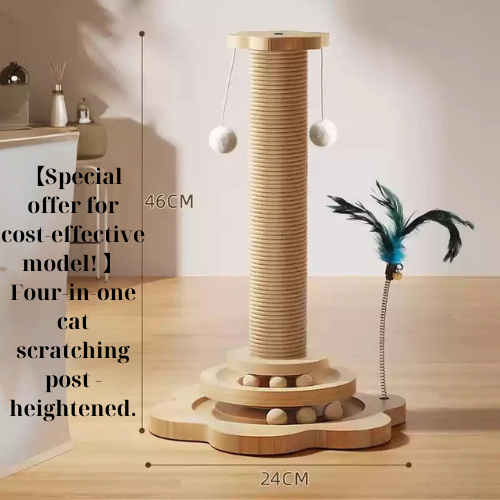 【Special
offer for
cost-effective
model!】
Four-in-one
cat
scratching
post -
heightened.
46CM
24CM